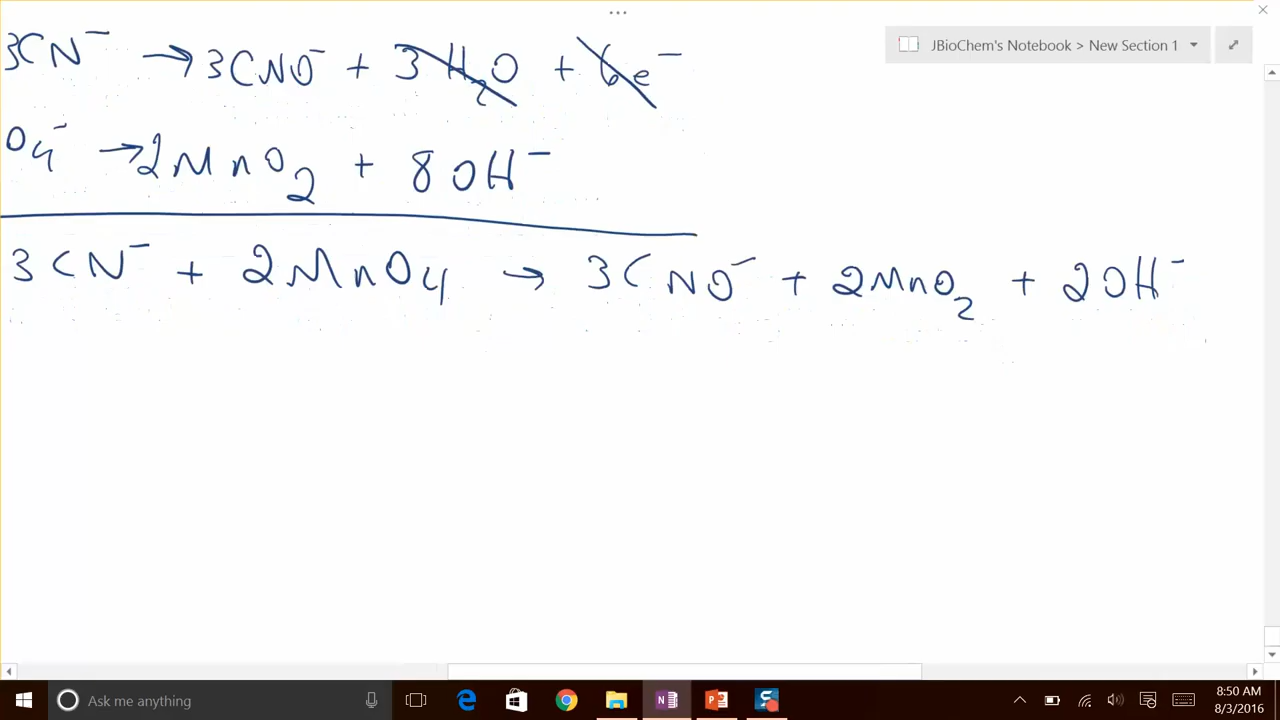 JBioChem's Notebook > New Section 1
3CN⁻ → 3CNO⁻ + 3H₂O + 6e⁻
O₄⁻ → 2MnO₂ + 8OH⁻
3CN⁻ + 2MnO4 → 3CNO⁻ + 2MnO₂ + 2OH⁻
Ask me anything
8:50 AM
8/3/2016